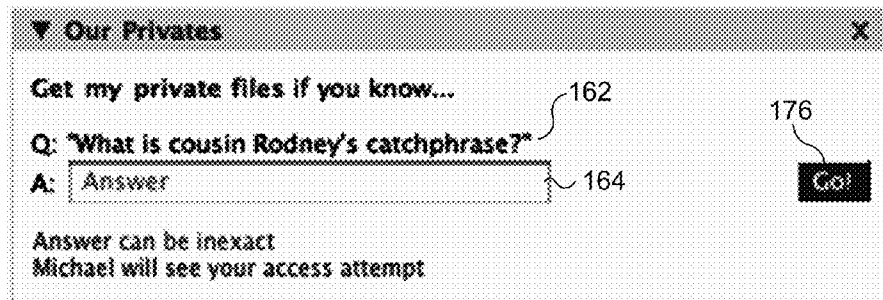 ▼ Our Privates X
Get my private files if you know...
162
176
Q: "What is cousin Rodney's catchphrase?"
A: Answer
164
Go!
Answer can be inexact
Michael will see your access attempt